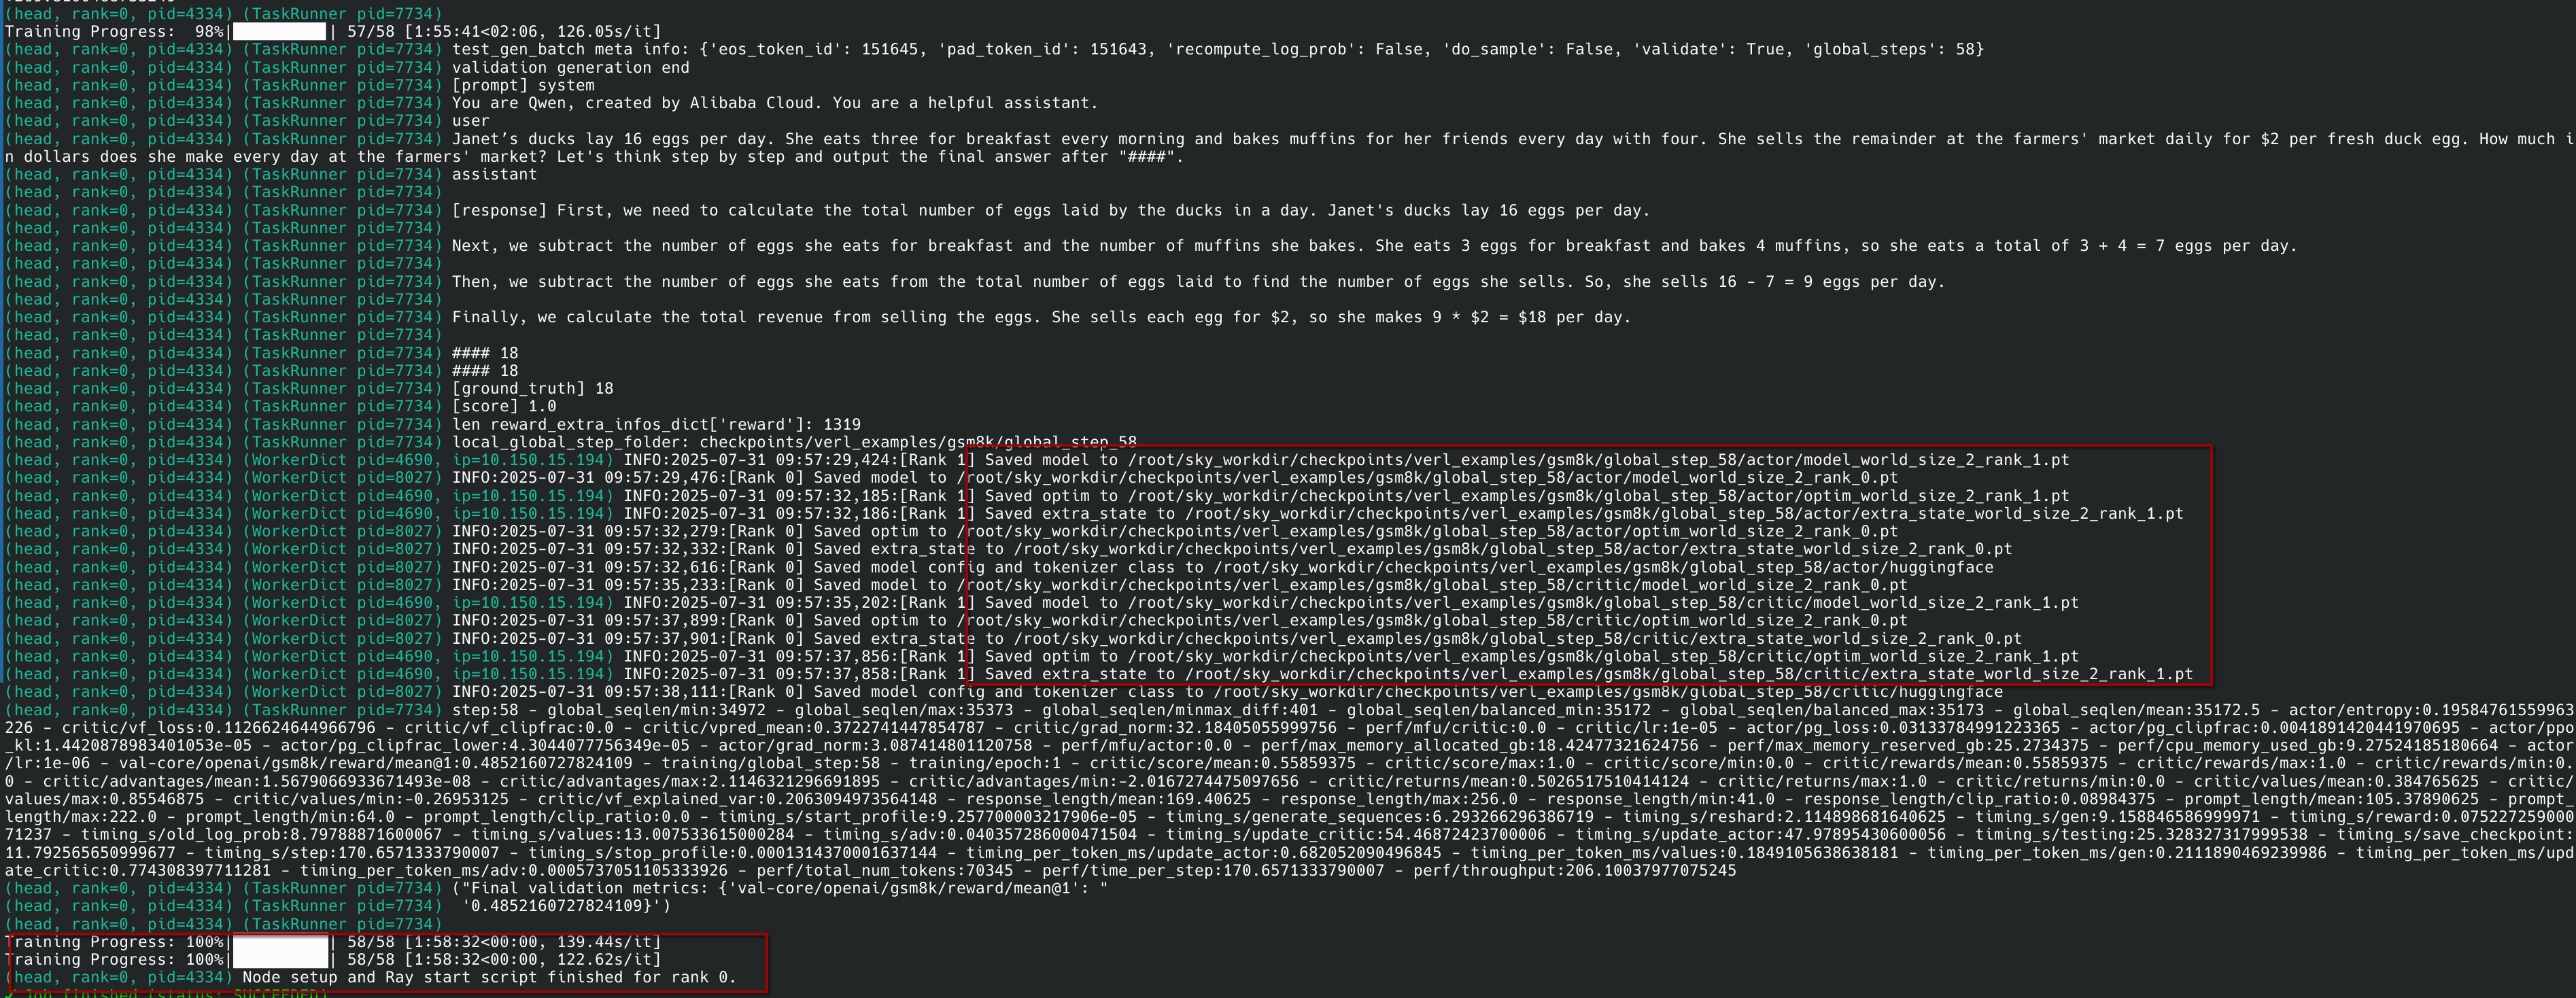 (head, rank=0, pid=4334) (TaskRunner pid=7734)
Training Progress:  98%|██████████| 57/58 [1:55:41<02:06, 126.05s/it]
(head, rank=0, pid=4334) (TaskRunner pid=7734) test_gen_batch meta info: {'eos_token_id': 151645, 'pad_token_id': 151643, 'recompute_log_prob': False, 'do_sample': False, 'validate': True, 'global_steps': 58}
(head, rank=0, pid=4334) (TaskRunner pid=7734) validation generation end
(head, rank=0, pid=4334) (TaskRunner pid=7734) [prompt] system
(head, rank=0, pid=4334) (TaskRunner pid=7734) You are Qwen, created by Alibaba Cloud. You are a helpful assistant.
(head, rank=0, pid=4334) (TaskRunner pid=7734) user
(head, rank=0, pid=4334) (TaskRunner pid=7734) Janet’s ducks lay 16 eggs per day. She eats three for breakfast every morning and bakes muffins for her friends every day with four. She sells the remainder at the farmers' market daily for $2 per fresh duck egg. How much i
n dollars does she make every day at the farmers' market? Let's think step by step and output the final answer after "####".
(head, rank=0, pid=4334) (TaskRunner pid=7734) assistant
(head, rank=0, pid=4334) (TaskRunner pid=7734)
(head, rank=0, pid=4334) (TaskRunner pid=7734) [response] First, we need to calculate the total number of eggs laid by the ducks in a day. Janet's ducks lay 16 eggs per day.
(head, rank=0, pid=4334) (TaskRunner pid=7734)
(head, rank=0, pid=4334) (TaskRunner pid=7734) Next, we subtract the number of eggs she eats for breakfast and the number of muffins she bakes. She eats 3 eggs for breakfast and bakes 4 muffins, so she eats a total of 3 + 4 = 7 eggs per day.
(head, rank=0, pid=4334) (TaskRunner pid=7734)
(head, rank=0, pid=4334) (TaskRunner pid=7734) Then, we subtract the number of eggs she eats from the total number of eggs laid to find the number of eggs she sells. So, she sells 16 - 7 = 9 eggs per day.
(head, rank=0, pid=4334) (TaskRunner pid=7734)
(head, rank=0, pid=4334) (TaskRunner pid=7734) Finally, we calculate the total revenue from selling the eggs. She sells each egg for $2, so she makes 9 * $2 = $18 per day.
(head, rank=0, pid=4334) (TaskRunner pid=7734)
(head, rank=0, pid=4334) (TaskRunner pid=7734) #### 18
(head, rank=0, pid=4334) (TaskRunner pid=7734) #### 18
(head, rank=0, pid=4334) (TaskRunner pid=7734) [ground_truth] 18
(head, rank=0, pid=4334) (TaskRunner pid=7734) [score] 1.0
(head, rank=0, pid=4334) (TaskRunner pid=7734) len reward_extra_infos_dict['reward']: 1319
(head, rank=0, pid=4334) (TaskRunner pid=7734) local_global_step_folder: checkpoints/verl_examples/gsm8k/global_step_58
(head, rank=0, pid=4334) (WorkerDict pid=4690, ip=10.150.15.194) INFO:2025-07-31 09:57:29,424:[Rank 1] Saved model to /root/sky_workdir/checkpoints/verl_examples/gsm8k/global_step_58/actor/model_world_size_2_rank_1.pt
(head, rank=0, pid=4334) (WorkerDict pid=8027) INFO:2025-07-31 09:57:29,476:[Rank 0] Saved model to /root/sky_workdir/checkpoints/verl_examples/gsm8k/global_step_58/actor/model_world_size_2_rank_0.pt
(head, rank=0, pid=4334) (WorkerDict pid=4690, ip=10.150.15.194) INFO:2025-07-31 09:57:32,185:[Rank 1] Saved optim to /root/sky_workdir/checkpoints/verl_examples/gsm8k/global_step_58/actor/optim_world_size_2_rank_1.pt
(head, rank=0, pid=4334) (WorkerDict pid=4690, ip=10.150.15.194) INFO:2025-07-31 09:57:32,186:[Rank 1] Saved extra_state to /root/sky_workdir/checkpoints/verl_examples/gsm8k/global_step_58/actor/extra_state_world_size_2_rank_1.pt
(head, rank=0, pid=4334) (WorkerDict pid=8027) INFO:2025-07-31 09:57:32,279:[Rank 0] Saved optim to /root/sky_workdir/checkpoints/verl_examples/gsm8k/global_step_58/actor/optim_world_size_2_rank_0.pt
(head, rank=0, pid=4334) (WorkerDict pid=8027) INFO:2025-07-31 09:57:32,332:[Rank 0] Saved extra_state to /root/sky_workdir/checkpoints/verl_examples/gsm8k/global_step_58/actor/extra_state_world_size_2_rank_0.pt
(head, rank=0, pid=4334) (WorkerDict pid=8027) INFO:2025-07-31 09:57:32,616:[Rank 0] Saved model config and tokenizer class to /root/sky_workdir/checkpoints/verl_examples/gsm8k/global_step_58/actor/huggingface
(head, rank=0, pid=4334) (WorkerDict pid=8027) INFO:2025-07-31 09:57:35,233:[Rank 0] Saved model to /root/sky_workdir/checkpoints/verl_examples/gsm8k/global_step_58/critic/model_world_size_2_rank_0.pt
(head, rank=0, pid=4334) (WorkerDict pid=4690, ip=10.150.15.194) INFO:2025-07-31 09:57:35,202:[Rank 1] Saved model to /root/sky_workdir/checkpoints/verl_examples/gsm8k/global_step_58/critic/model_world_size_2_rank_1.pt
(head, rank=0, pid=4334) (WorkerDict pid=8027) INFO:2025-07-31 09:57:37,899:[Rank 0] Saved optim to /root/sky_workdir/checkpoints/verl_examples/gsm8k/global_step_58/critic/optim_world_size_2_rank_0.pt
(head, rank=0, pid=4334) (WorkerDict pid=8027) INFO:2025-07-31 09:57:37,901:[Rank 0] Saved extra_state to /root/sky_workdir/checkpoints/verl_examples/gsm8k/global_step_58/critic/extra_state_world_size_2_rank_0.pt
(head, rank=0, pid=4334) (WorkerDict pid=4690, ip=10.150.15.194) INFO:2025-07-31 09:57:37,856:[Rank 1] Saved optim to /root/sky_workdir/checkpoints/verl_examples/gsm8k/global_step_58/critic/optim_world_size_2_rank_1.pt
(head, rank=0, pid=4334) (WorkerDict pid=4690, ip=10.150.15.194) INFO:2025-07-31 09:57:37,858:[Rank 1] Saved extra_state to /root/sky_workdir/checkpoints/verl_examples/gsm8k/global_step_58/critic/extra_state_world_size_2_rank_1.pt
(head, rank=0, pid=4334) (WorkerDict pid=8027) INFO:2025-07-31 09:57:38,111:[Rank 0] Saved model config and tokenizer class to /root/sky_workdir/checkpoints/verl_examples/gsm8k/global_step_58/critic/huggingface
(head, rank=0, pid=4334) (TaskRunner pid=7734) step:58 - global_seqlen/min:34972 - global_seqlen/max:35373 - global_seqlen/minmax_diff:401 - global_seqlen/balanced_min:35172 - global_seqlen/balanced_max:35173 - global_seqlen/mean:35172.5 - actor/entropy:0.19584761559963
226 - critic/vf_loss:0.1126624644966796 - critic/vf_clipfrac:0.0 - critic/vpred_mean:0.3722741447854787 - critic/grad_norm:32.18405055999756 - perf/mfu/critic:0.0 - critic/lr:1e-05 - actor/pg_loss:0.03133784991223365 - actor/pg_clipfrac:0.0041891420441970695 - actor/ppo
_kl:1.4420878983401053e-05 - actor/pg_clipfrac_lower:4.3044077756349e-05 - actor/grad_norm:3.087414801120758 - perf/mfu/actor:0.0 - perf/max_memory_allocated_gb:18.42477321624756 - perf/max_memory_reserved_gb:25.2734375 - perf/cpu_memory_used_gb:9.27524185180664 - actor
/lr:1e-06 - val-core/openai/gsm8k/reward/mean@1:0.4852160727824109 - training/global_step:58 - training/epoch:1 - critic/score/mean:0.55859375 - critic/score/max:1.0 - critic/score/min:0.0 - critic/rewards/mean:0.55859375 - critic/rewards/max:1.0 - critic/rewards/min:0.
0 - critic/advantages/mean:1.5679066933671493e-08 - critic/advantages/max:2.1146321296691895 - critic/advantages/min:-2.0167274475097656 - critic/returns/mean:0.5026517510414124 - critic/returns/max:1.0 - critic/returns/min:0.0 - critic/values/mean:0.384765625 - critic/
values/max:0.85546875 - critic/values/min:-0.26953125 - critic/vf_explained_var:0.2063094973564148 - response_length/mean:169.40625 - response_length/max:256.0 - response_length/min:41.0 - response_length/clip_ratio:0.08984375 - prompt_length/mean:105.37890625 - prompt_
length/max:222.0 - prompt_length/min:64.0 - prompt_length/clip_ratio:0.0 - timing_s/start_profile:9.257700003217906e-05 - timing_s/generate_sequences:6.293266296386719 - timing_s/reshard:2.114898681640625 - timing_s/gen:9.158846586999971 - timing_s/reward:0.075227259000
71237 - timing_s/old_log_prob:8.79788871600067 - timing_s/values:13.007533615000284 - timing_s/adv:0.040357286000471504 - timing_s/update_critic:54.46872423700006 - timing_s/update_actor:47.97895430600056 - timing_s/testing:25.328327317999538 - timing_s/save_checkpoint:
11.792565650999677 - timing_s/step:170.6571333790007 - timing_s/stop_profile:0.0001314370001637144 - timing_per_token_ms/update_actor:0.682052090496845 - timing_per_token_ms/values:0.1849105638638181 - timing_per_token_ms/gen:0.2111890469239986 - timing_per_token_ms/upd
ate_critic:0.774308397711281 - timing_per_token_ms/adv:0.0005737051105333926 - perf/total_num_tokens:70345 - perf/time_per_step:170.6571333790007 - perf/throughput:206.10037977075245
(head, rank=0, pid=4334) (TaskRunner pid=7734) ("Final validation metrics: {'val-core/openai/gsm8k/reward/mean@1': "
(head, rank=0, pid=4334) (TaskRunner pid=7734)  '0.4852160727824109}')
(head, rank=0, pid=4334) (TaskRunner pid=7734)
Training Progress: 100%|██████████| 58/58 [1:58:32<00:00, 139.44s/it]
Training Progress: 100%|██████████| 58/58 [1:58:32<00:00, 122.62s/it]
(head, rank=0, pid=4334) Node setup and Ray start script finished for rank 0.
✓ Job finished (status: SUCCEEDED)